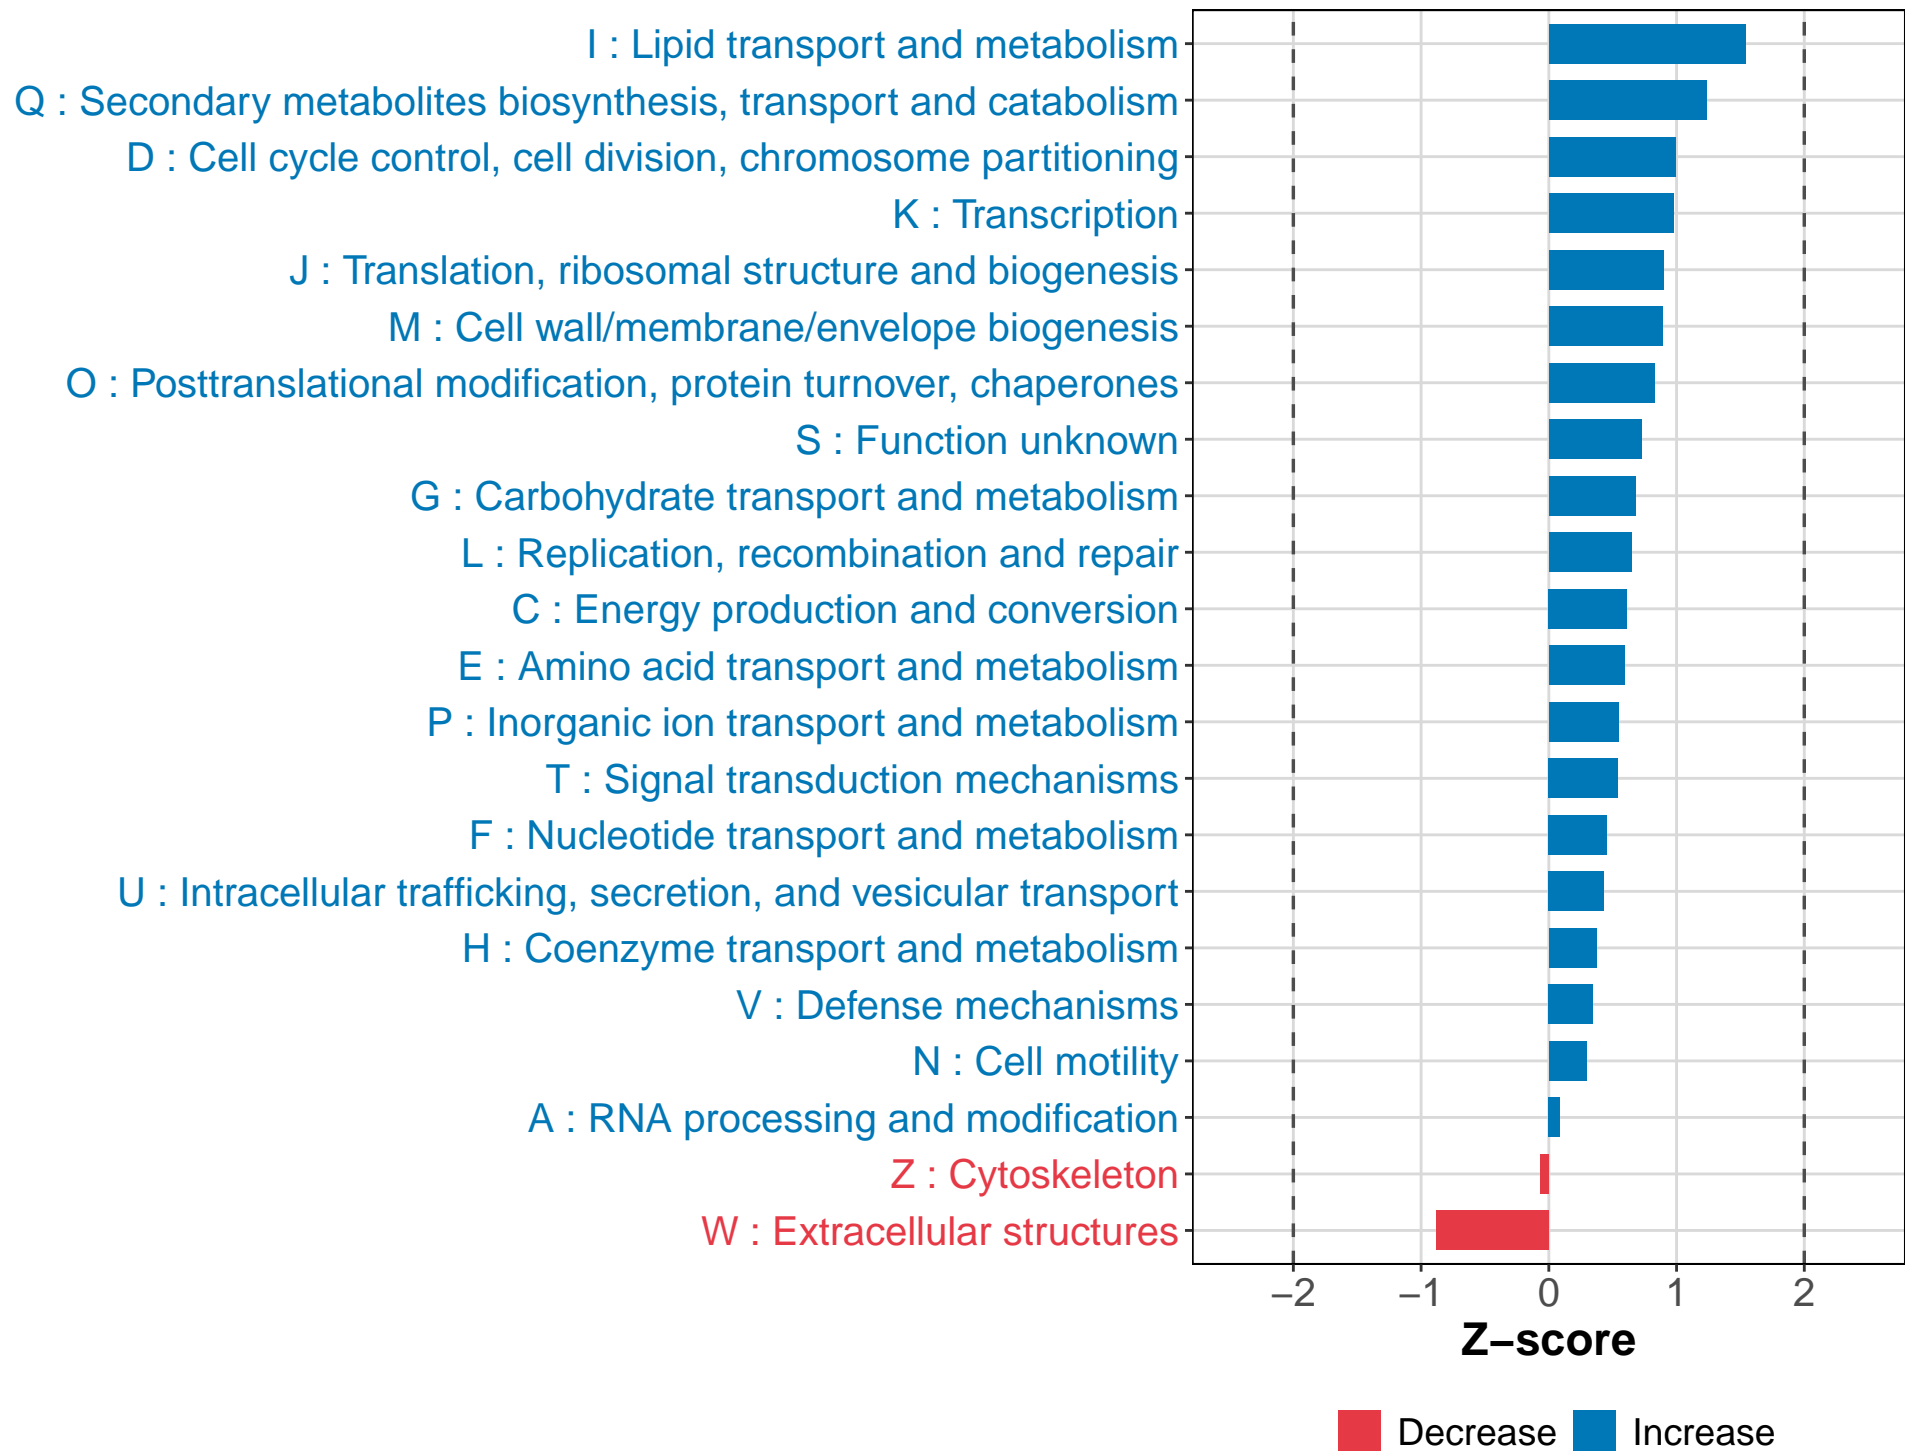 I : Lipid transport and metabolism
Q : Secondary metabolites biosynthesis, transport and catabolism
D : Cell cycle control, cell division, chromosome partitioning
K : Transcription
J : Translation, ribosomal structure and biogenesis
M : Cell wall/membrane/envelope biogenesis
O : Posttranslational modification, protein turnover, chaperones
S : Function unknown
G : Carbohydrate transport and metabolism
L : Replication, recombination and repair
C : Energy production and conversion
E : Amino acid transport and metabolism
P : Inorganic ion transport and metabolism
T : Signal transduction mechanisms
F : Nucleotide transport and metabolism
U : Intracellular trafficking, secretion, and vesicular transport
H : Coenzyme transport and metabolism
V : Defense mechanisms
N : Cell motility
A : RNA processing and modification
Z : Cytoskeleton
W : Extracellular structures
−2 −1 0 1 2
Z−score
Decrease Increase